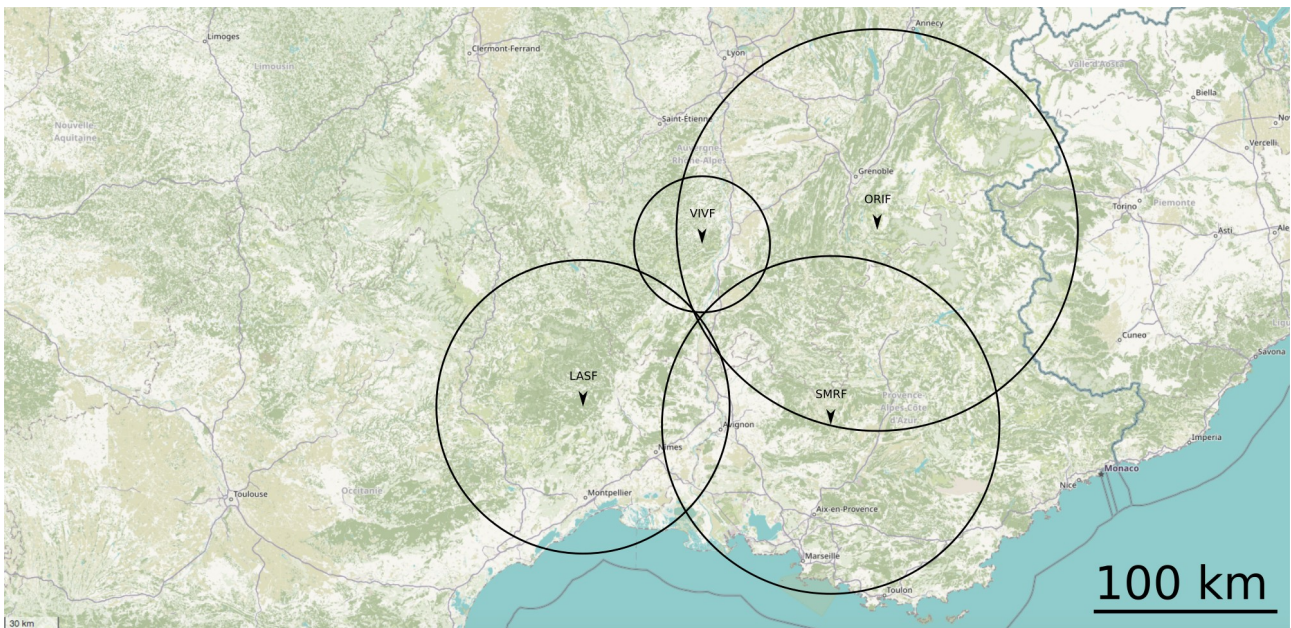 Limoges
Limousin
Clermont-Ferrand
Annecy
Lyon
Valle d'Aosta
Biella
Nouvelle-
Aquitaine
Saint-Étienne
Auvergne
Rhône-Alpes
Vercelli
Grenoble
ORIF
VIVF
Torino
Piemonte
Asti
Cuneo
Savona
LASF
SMRF
Provence
Alpes-Côte
d'Azur
Avignon
Nîmes
Imperia
Monaco
Nice
Toulouse
Occitanie
Montpellier
Aix-en-Provence
Marseille
Toulon
100 km
30 km